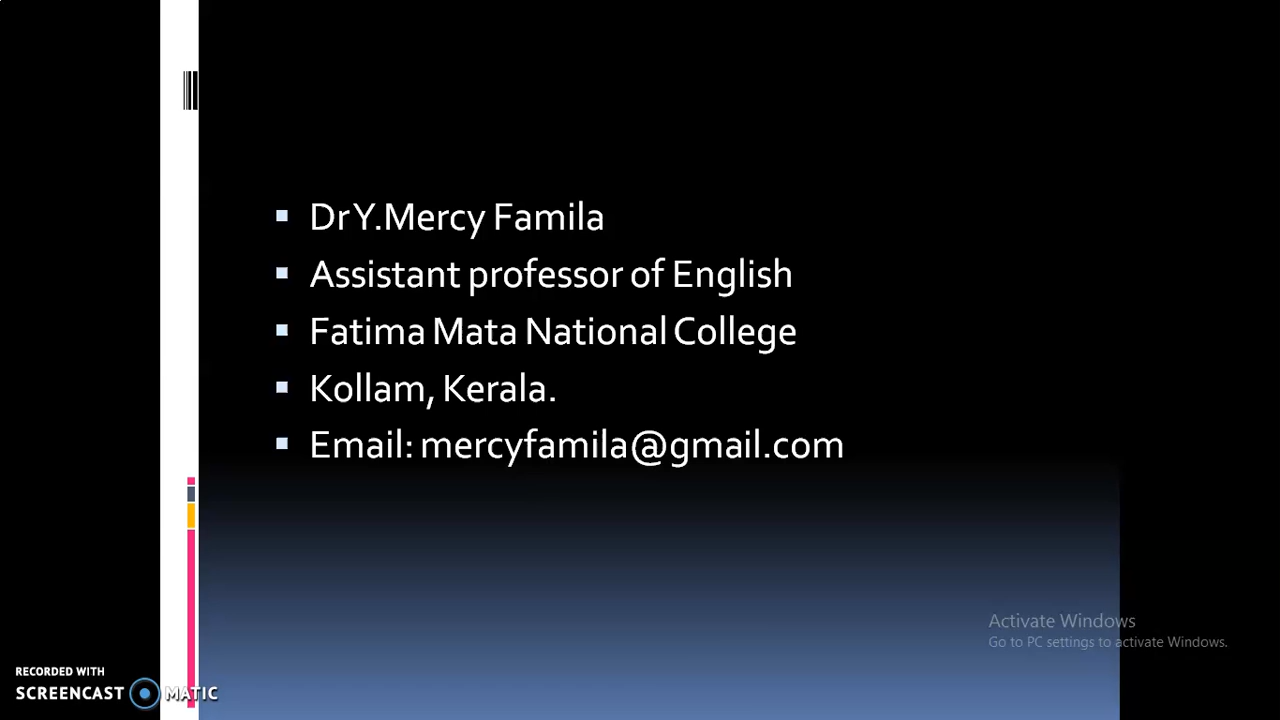 Dr Y.Mercy Famila
Assistant professor of English
Fatima Mata National College
Kollam, Kerala.
Email: mercyfamila@gmail.com
Activate Windows
Go to PC settings to activate Windows.
RECORDED WITH
SCREENCAST MATIC